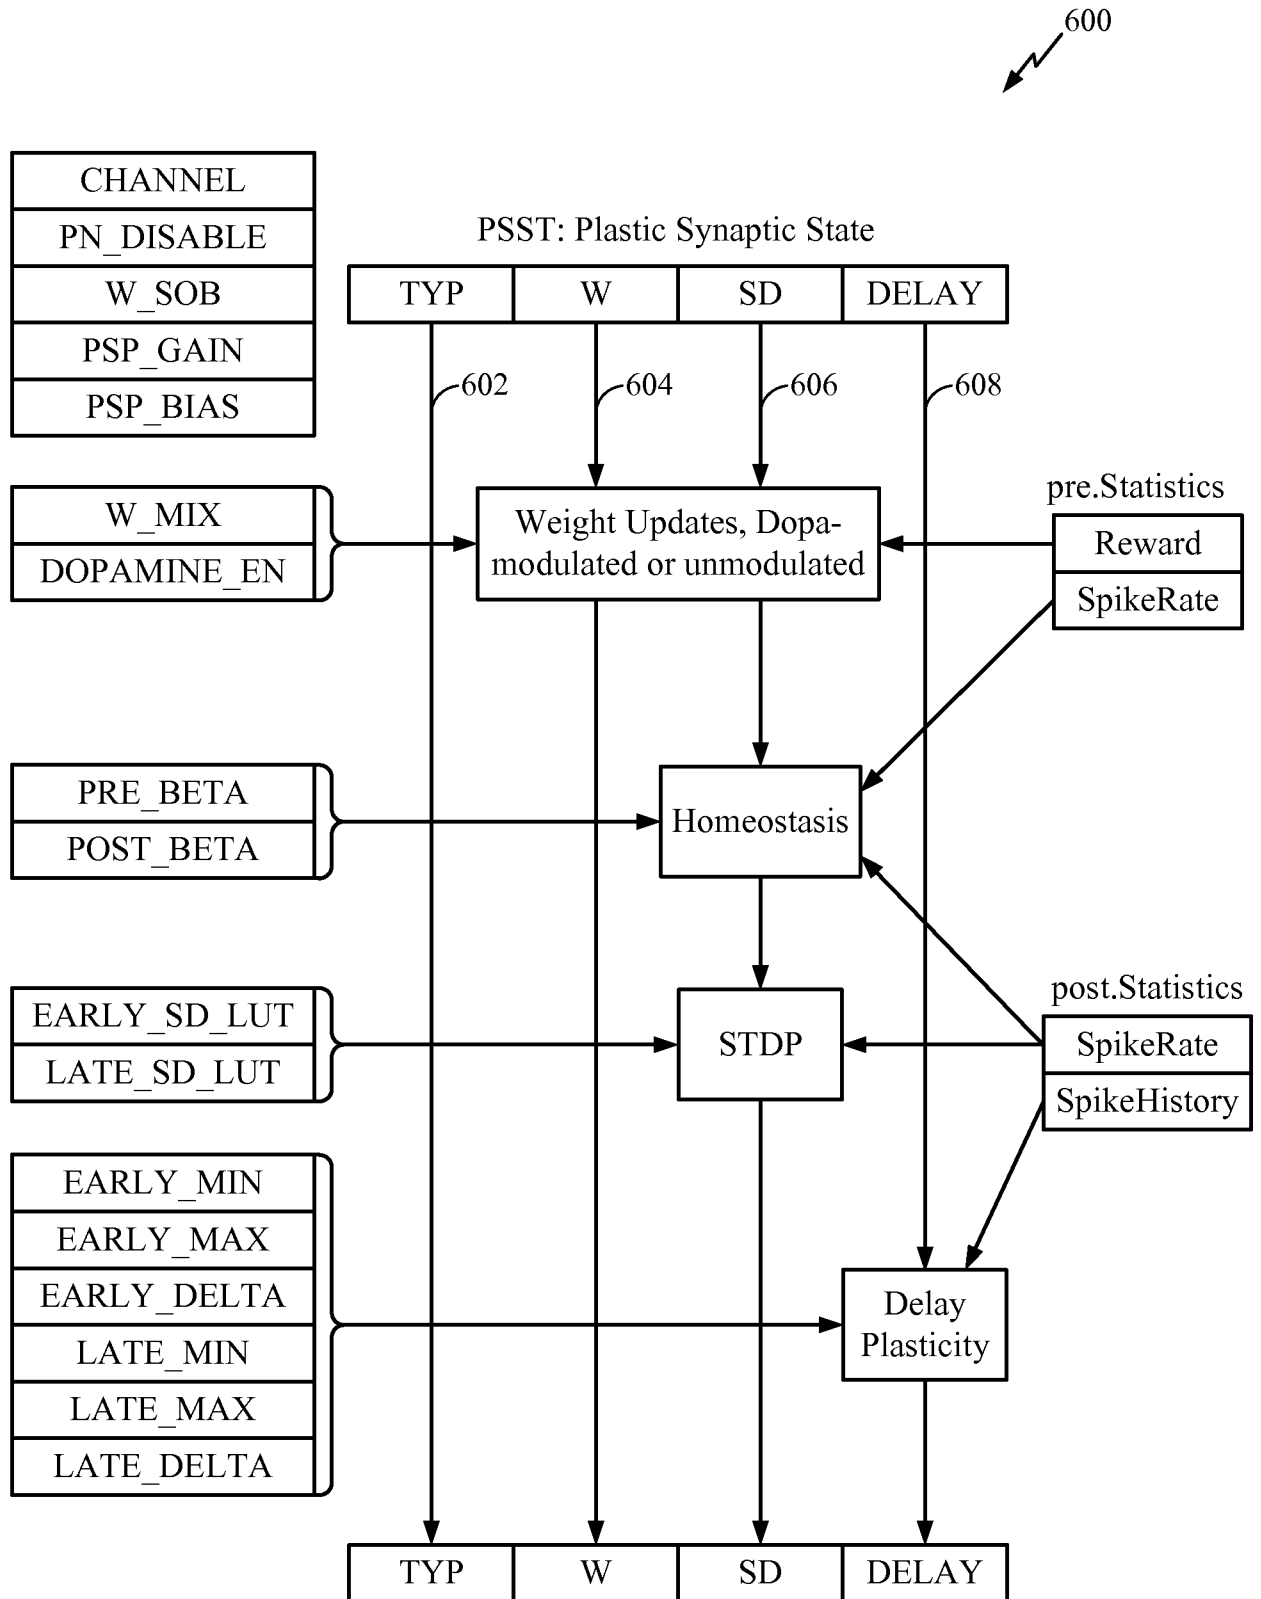 600
CHANNEL
PN_DISABLE
W_SOB
PSP_GAIN
PSP_BIAS
PSST: Plastic Synaptic State
TYP
W
SD
DELAY
602
604
606
608
W_MIX
DOPAMINE_EN
Weight Updates, Dopa-
modulated or unmodulated
pre.Statistics
Reward
SpikeRate
PRE_BETA
POST_BETA
Homeostasis
EARLY_SD_LUT
LATE_SD_LUT
STDP
post.Statistics
SpikeRate
SpikeHistory
EARLY_MIN
EARLY_MAX
EARLY_DELTA
LATE_MIN
LATE_MAX
LATE_DELTA
Delay
Plasticity
TYP
W
SD
DELAY